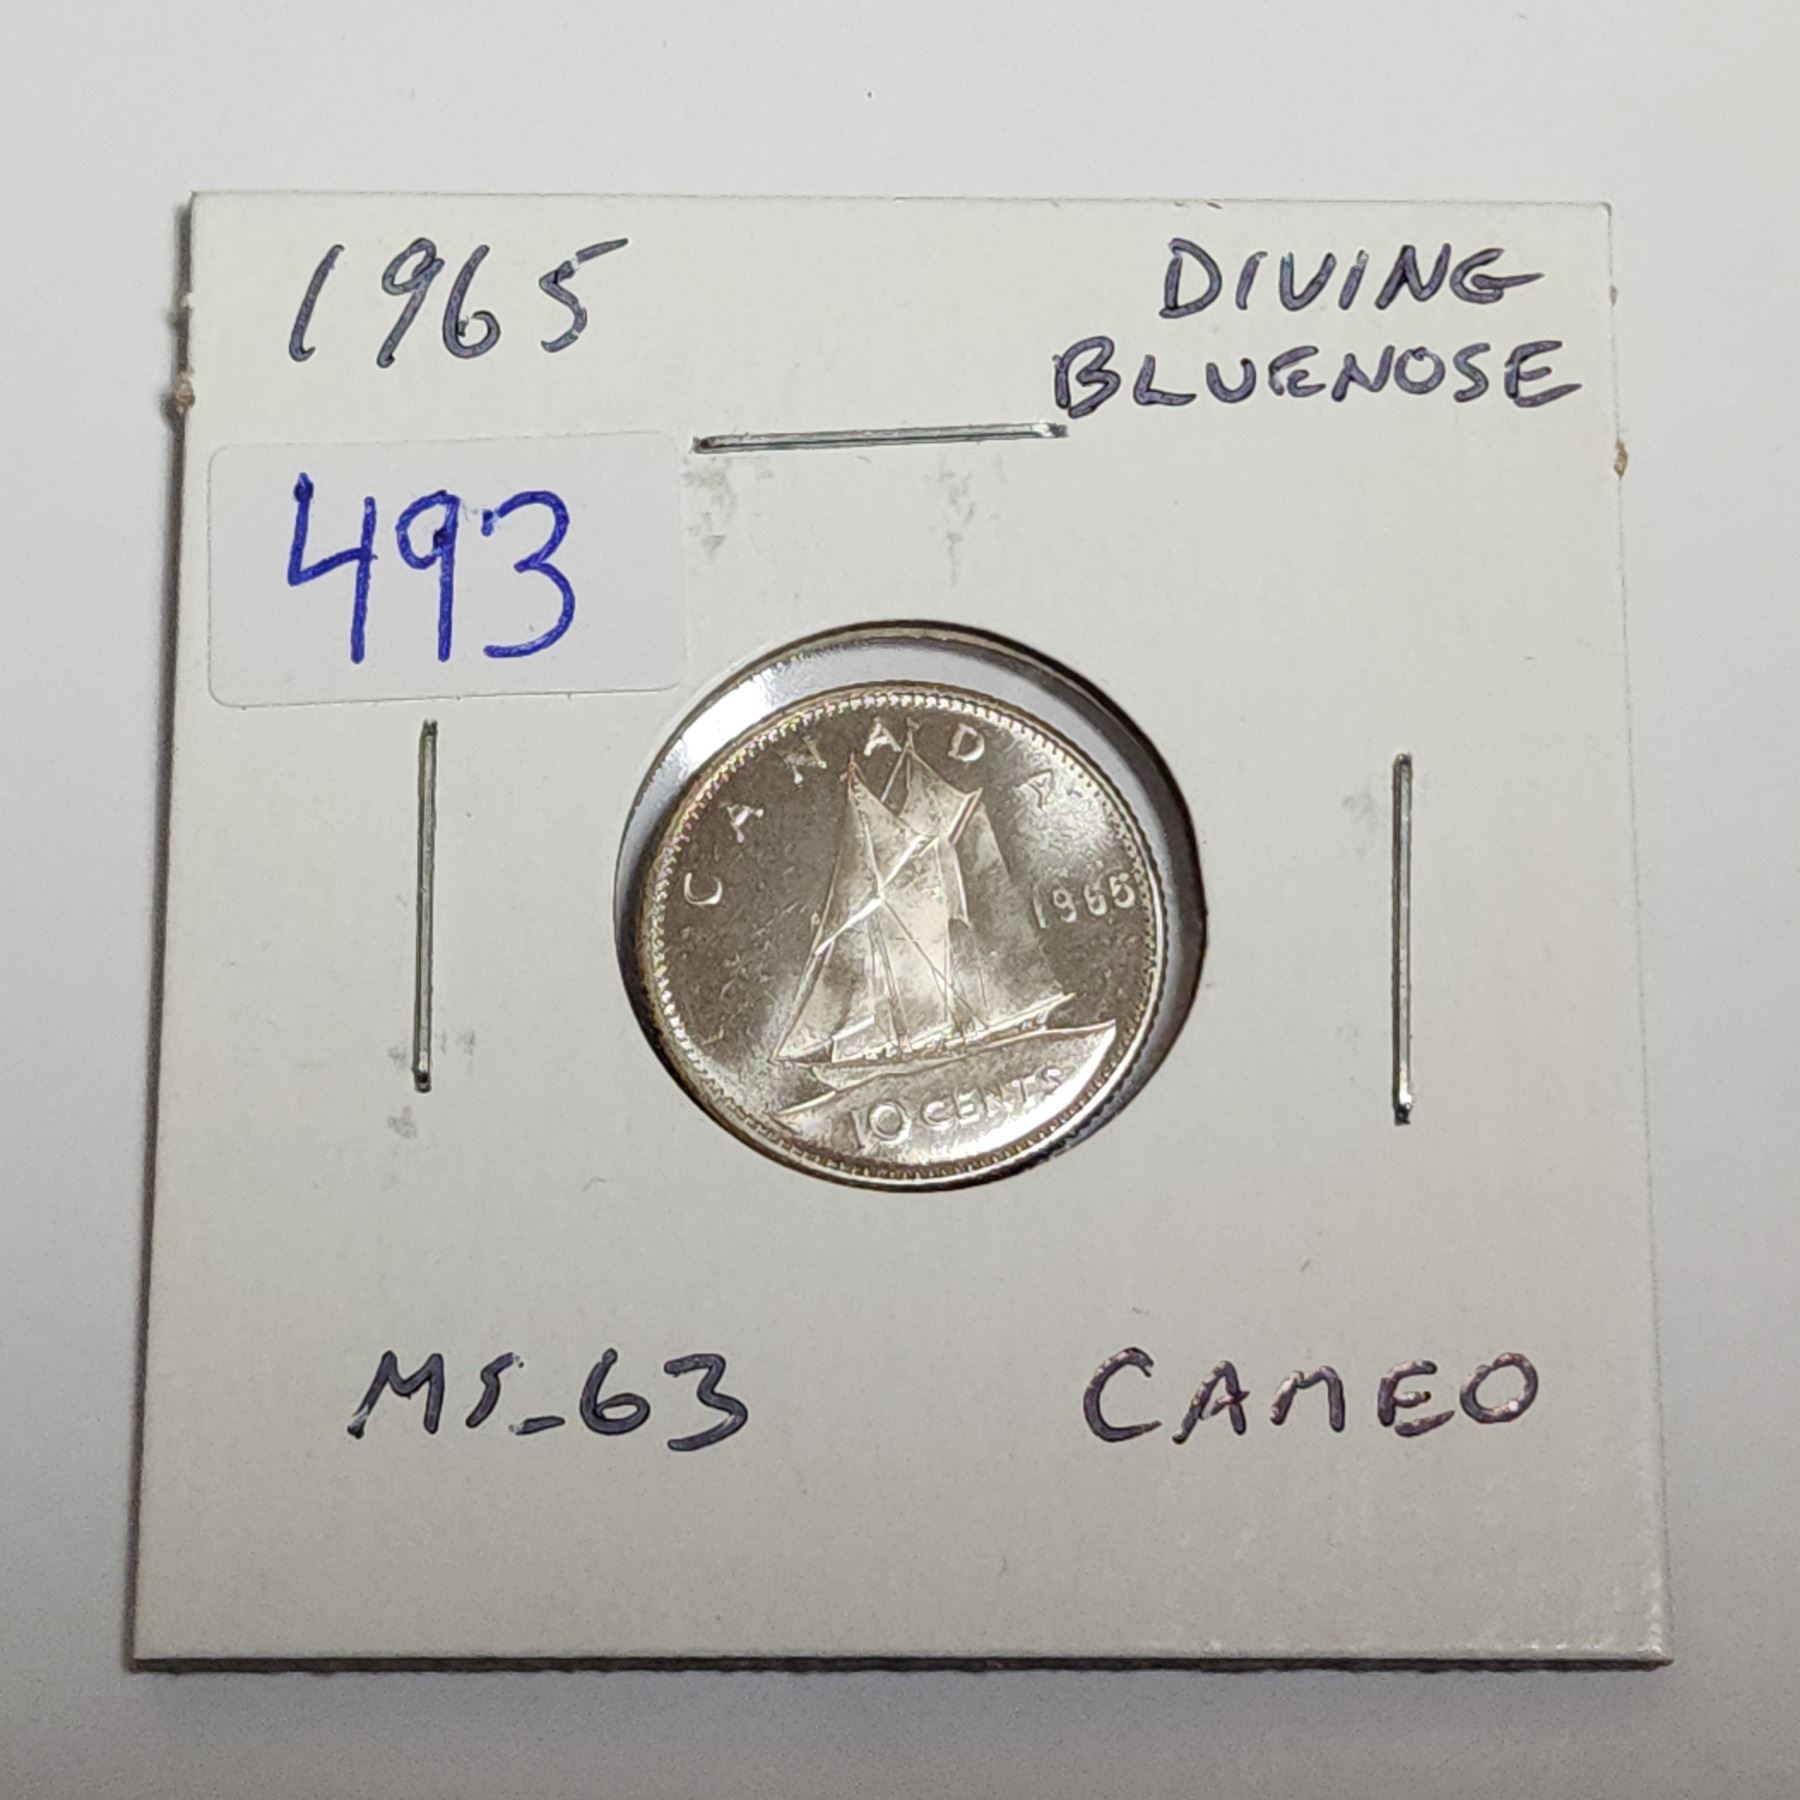 1965
DIVING
BLUENOSE
493
CANADA
1965
10 CENTS
MS-63
CAMEO